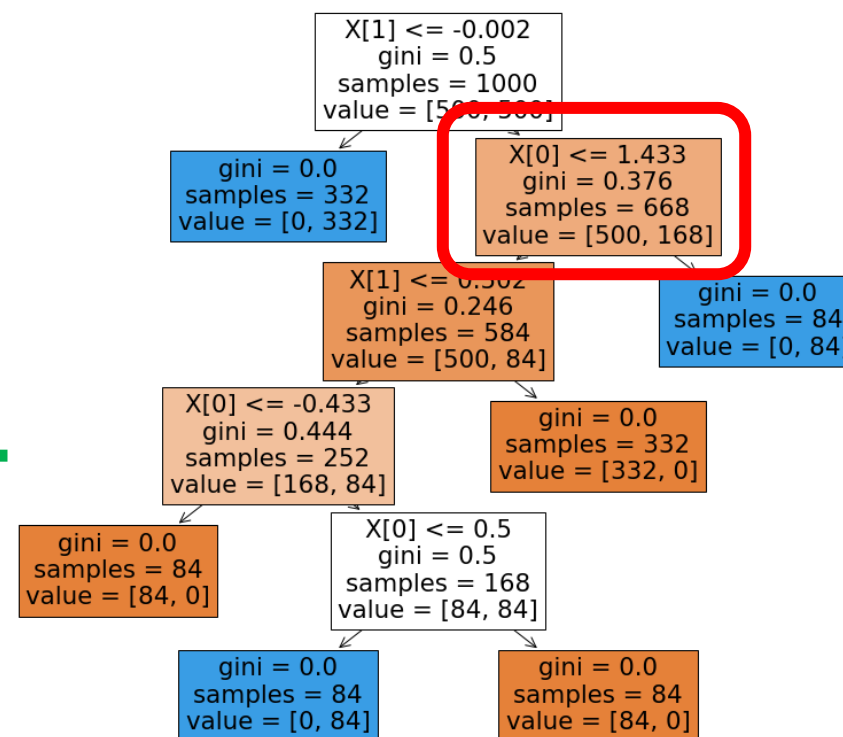 X[1] <= -0.002
gini = 0.5
samples = 1000
value = [500, 500]
gini = 0.0
samples = 332
value = [0, 332]
X[0] <= 1.433
gini = 0.376
samples = 668
value = [500, 168]
X[1] <= 0.502
gini = 0.246
samples = 584
value = [500, 84]
gini = 0.0
samples = 84
value = [0, 84
X[0] <= -0.433
gini = 0.444
samples = 252
value = [168, 84]
gini = 0.0
samples = 332
value = [332, 0]
gini = 0.0
samples = 84
value = [84, 0]
X[0] <= 0.5
gini = 0.5
samples = 168
value = [84, 84]
gini = 0.0
samples = 84
value = [0, 84]
gini = 0.0
samples = 84
value = [84, 0]